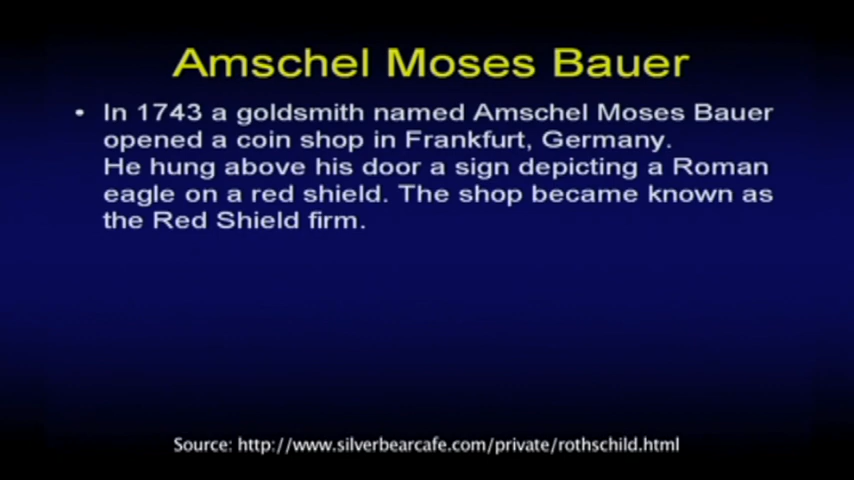 Amschel Moses Bauer
• In 1743 a goldsmith named Amschel Moses Bauer
opened a coin shop in Frankfurt, Germany.
He hung above his door a sign depicting a Roman
eagle on a red shield. The shop became known as
the Red Shield firm.
Source: http://www.silverbearcafe.com/private/rothschild.html